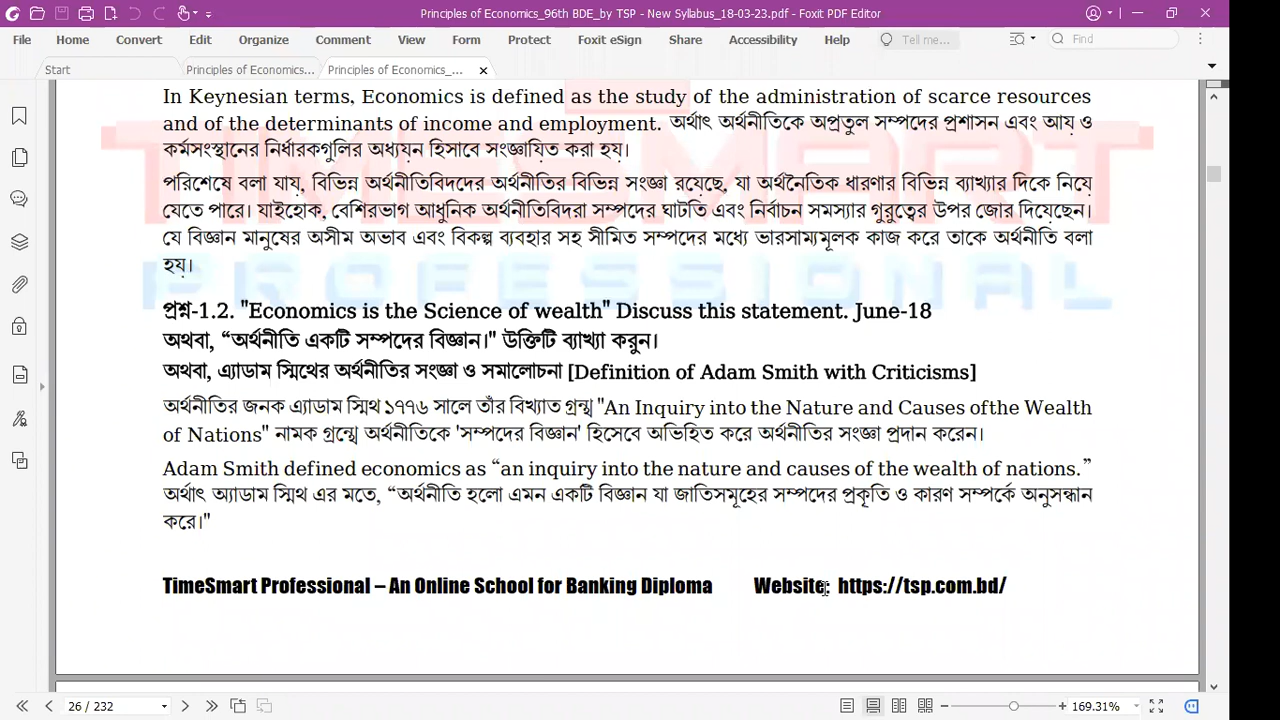 Principles of Economics_96th BDE_by TSP - New Syllabus_18-03-23.pdf - Foxit PDF Editor
File Home Convert Edit Organize Comment View Form Protect Foxit eSign Share Accessibility Help Tell me... Find
Start Principles of Economics... Principles of Economics_...
TIMESMART
PROFESSIONAL
In Keynesian terms, Economics is defined as the study of the administration of scarce resources
and of the determinants of income and employment. অর্থাৎ অর্থনীতিকে অপ্রতুল সম্পদের প্রশাসন এবং আয় ও
কর্মসংস্থানের নির্ধারকগুলির অধ্যয়ন হিসাবে সংজ্ঞায়িত করা হয়।
পরিশেষে বলা যায়, বিভিন্ন অর্থনীতিবিদদের অর্থনীতির বিভিন্ন সংজ্ঞা রয়েছে, যা অর্থনৈতিক ধারণার বিভিন্ন ব্যাখ্যার দিকে নিয়ে
যেতে পারে। যাইহোক, বেশিরভাগ আধুনিক অর্থনীতিবিদরা সম্পদের ঘাটতি এবং নির্বাচন সমস্যার গুরুত্বের উপর জোর দিয়েছেন।
যে বিজ্ঞান মানুষের অসীম অভাব এবং বিকল্প ব্যবহার সহ সীমিত সম্পদের মধ্যে ভারসাম্যমূলক কাজ করে তাকে অর্থনীতি বলা
হয়।
প্রশ্ন-1.2. "Economics is the Science of wealth" Discuss this statement. June-18
অথবা, “অর্থনীতি একটি সম্পদের বিজ্ঞান।" উক্তিটি ব্যাখ্যা করুন।
অথবা, এ্যাডাম স্মিথের অর্থনীতির সংজ্ঞা ও সমালোচনা [Definition of Adam Smith with Criticisms]
অর্থনীতির জনক এ্যাডাম স্মিথ ১৭৭৬ সালে তাঁর বিখ্যাত গ্রন্থ "An Inquiry into the Nature and Causes ofthe Wealth
of Nations" নামক গ্রন্থে অর্থনীতিকে 'সম্পদের বিজ্ঞান' হিসেবে অভিহিত করে অর্থনীতির সংজ্ঞা প্রদান করেন।
Adam Smith defined economics as “an inquiry into the nature and causes of the wealth of nations.”
অর্থাৎ অ্যাডাম স্মিথ এর মতে, “অর্থনীতি হলো এমন একটি বিজ্ঞান যা জাতিসমূহের সম্পদের প্রকৃতি ও কারণ সম্পর্কে অনুসন্ধান
করে।"
TimeSmart Professional – An Online School for Banking Diploma Website: https://tsp.com.bd/
26 / 232 169.31%